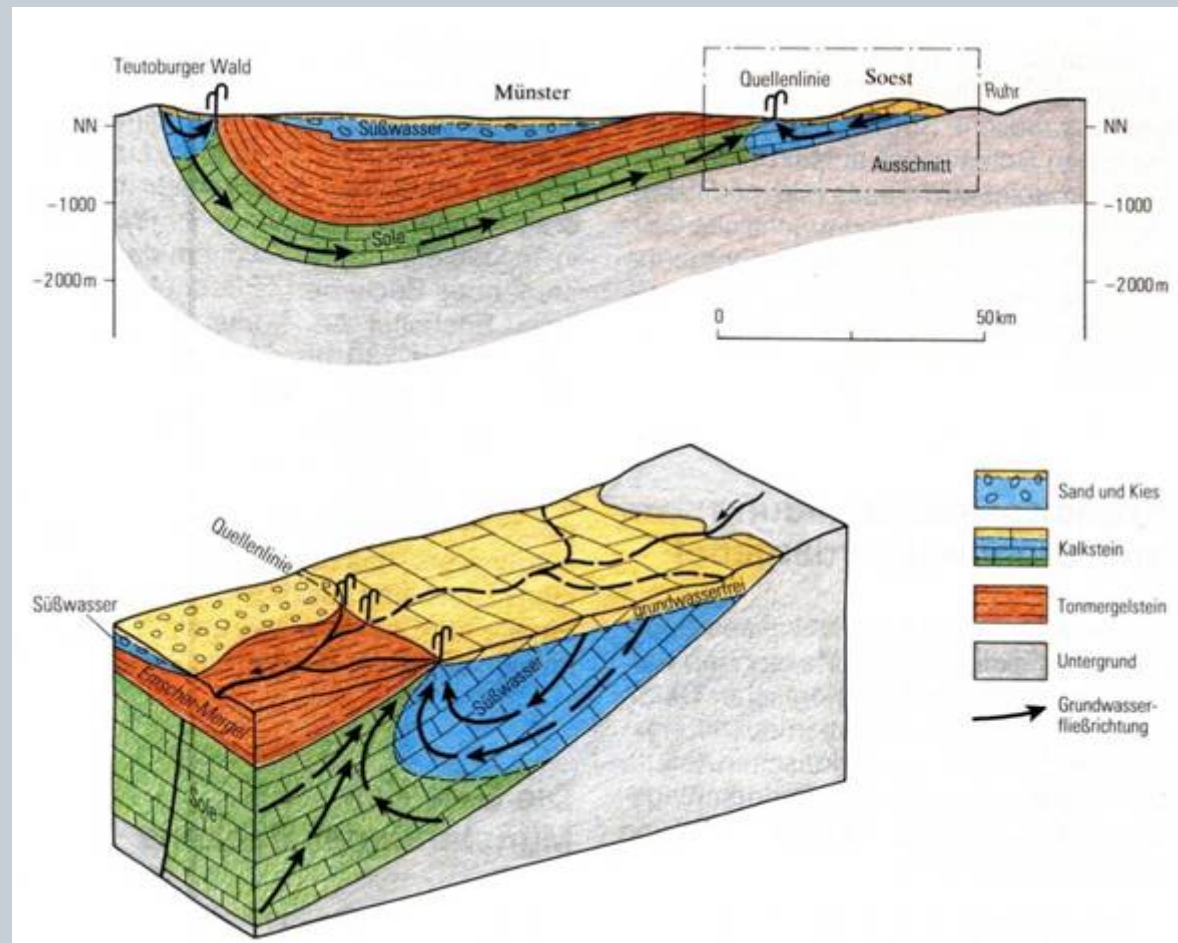 Teutoburger Wald
Münster
Quellenlinie
Soest
Ruhr
NN
Süßwasser
NN
Ausschnitt
-1000
Sole
-1000
-2000m
-2000m
0
50km
Quellenlinie
Süßwasser
grundwasserfrei
Süßwasser
Emscher-Mergel
Sole
Sand und Kies
Kalkstein
Tonmergelstein
Untergrund
Grundwasser-
fließrichtung